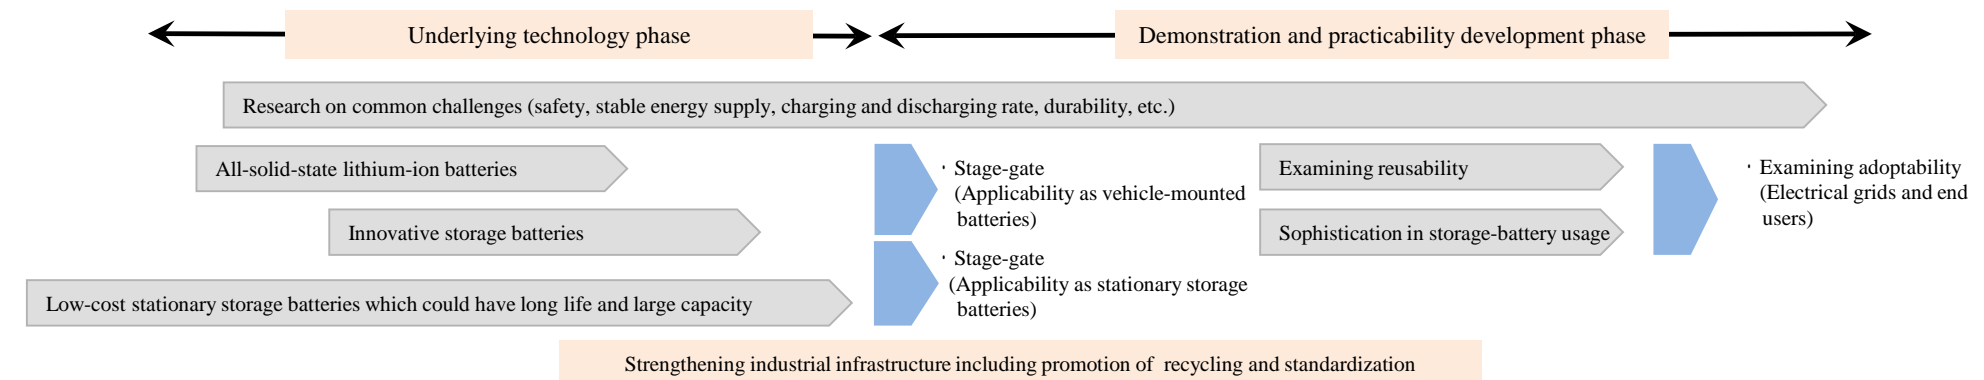 Underlying technology phase
Demonstration and practicability development phase
Research on common challenges (safety, stable energy supply, charging and discharging rate, durability, etc.)
All-solid-state lithium-ion batteries
Innovative storage batteries
Low-cost stationary storage batteries which could have long life and large capacity
· Stage-gate
(Applicability as vehicle-mounted
batteries)
· Stage-gate
(Applicability as stationary storage
batteries)
Examining reusability
Sophistication in storage-battery usage
· Examining adoptability
(Electrical grids and end
users)
Strengthening industrial infrastructure including promotion of recycling and standardization